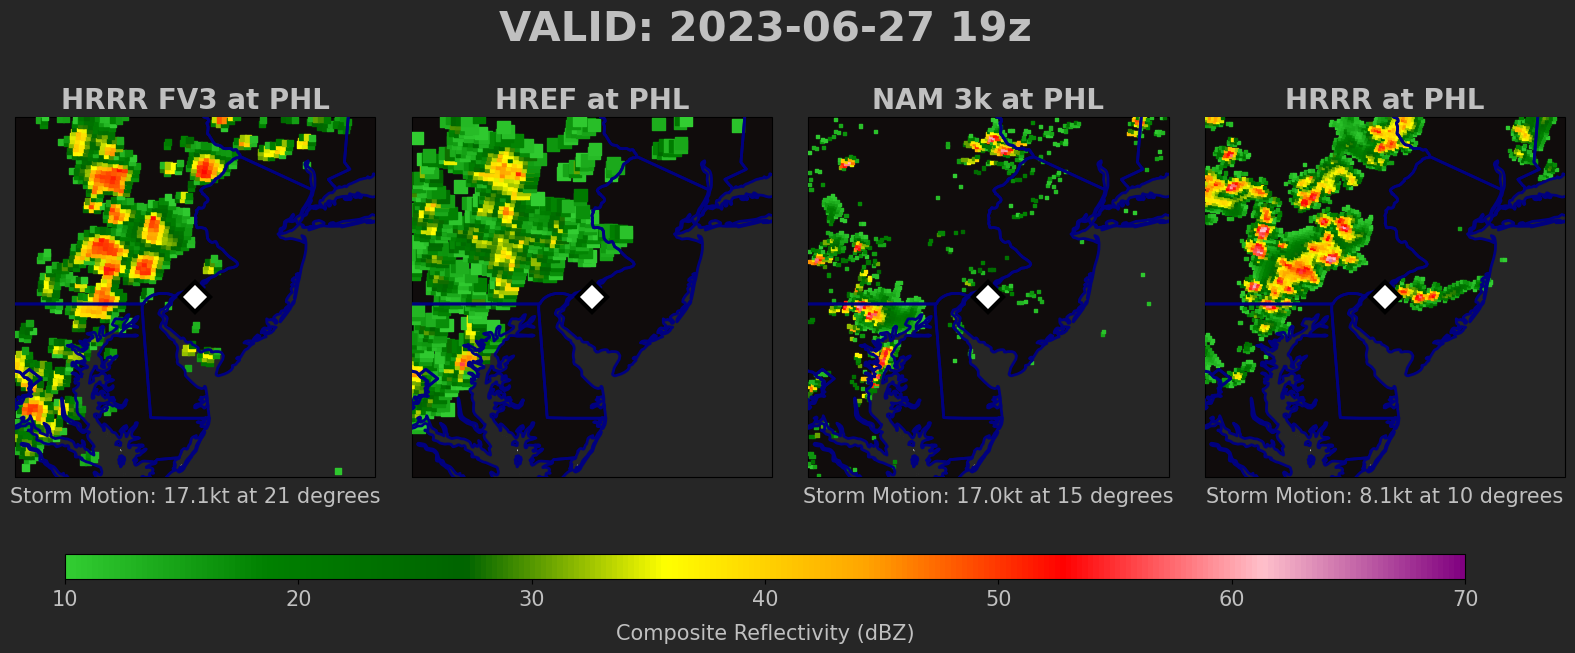 VALID: 2023-06-27 19z
HRRR FV3 at PHL
HREF at PHL
NAM 3k at PHL
HRRR at PHL
Storm Motion: 17.1kt at 21 degrees
Storm Motion: 17.0kt at 15 degrees
Storm Motion: 8.1kt at 10 degrees
10 20 30 40 50 60 70
Composite Reflectivity (dBZ)